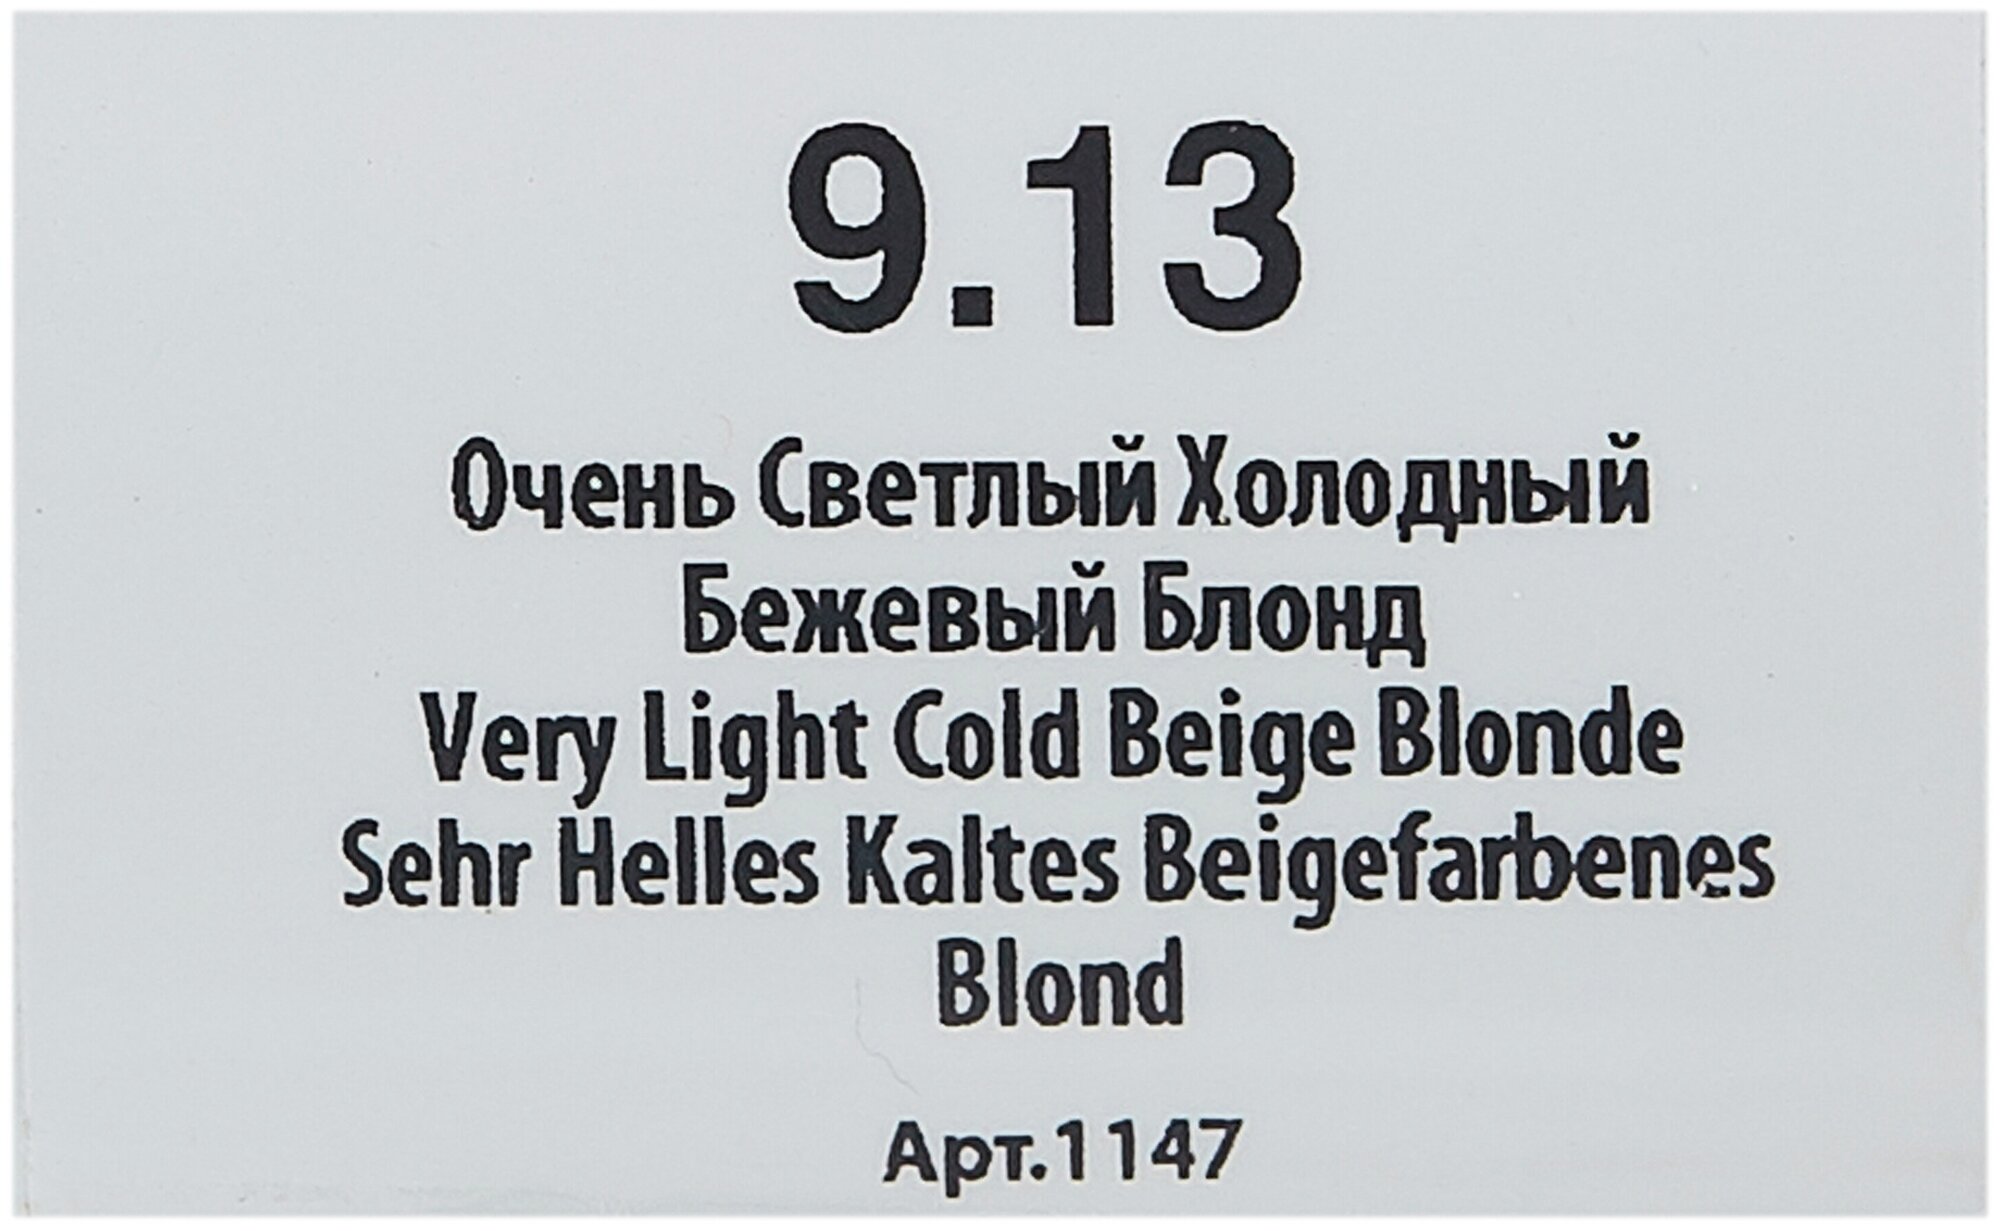 9.13
Очень Светлый Холодный
Бежевый Блонд
Very Light Cold Beige Blonde
Sehr Helles Kaltes Beigefarbenes
Blond
Арт.1147